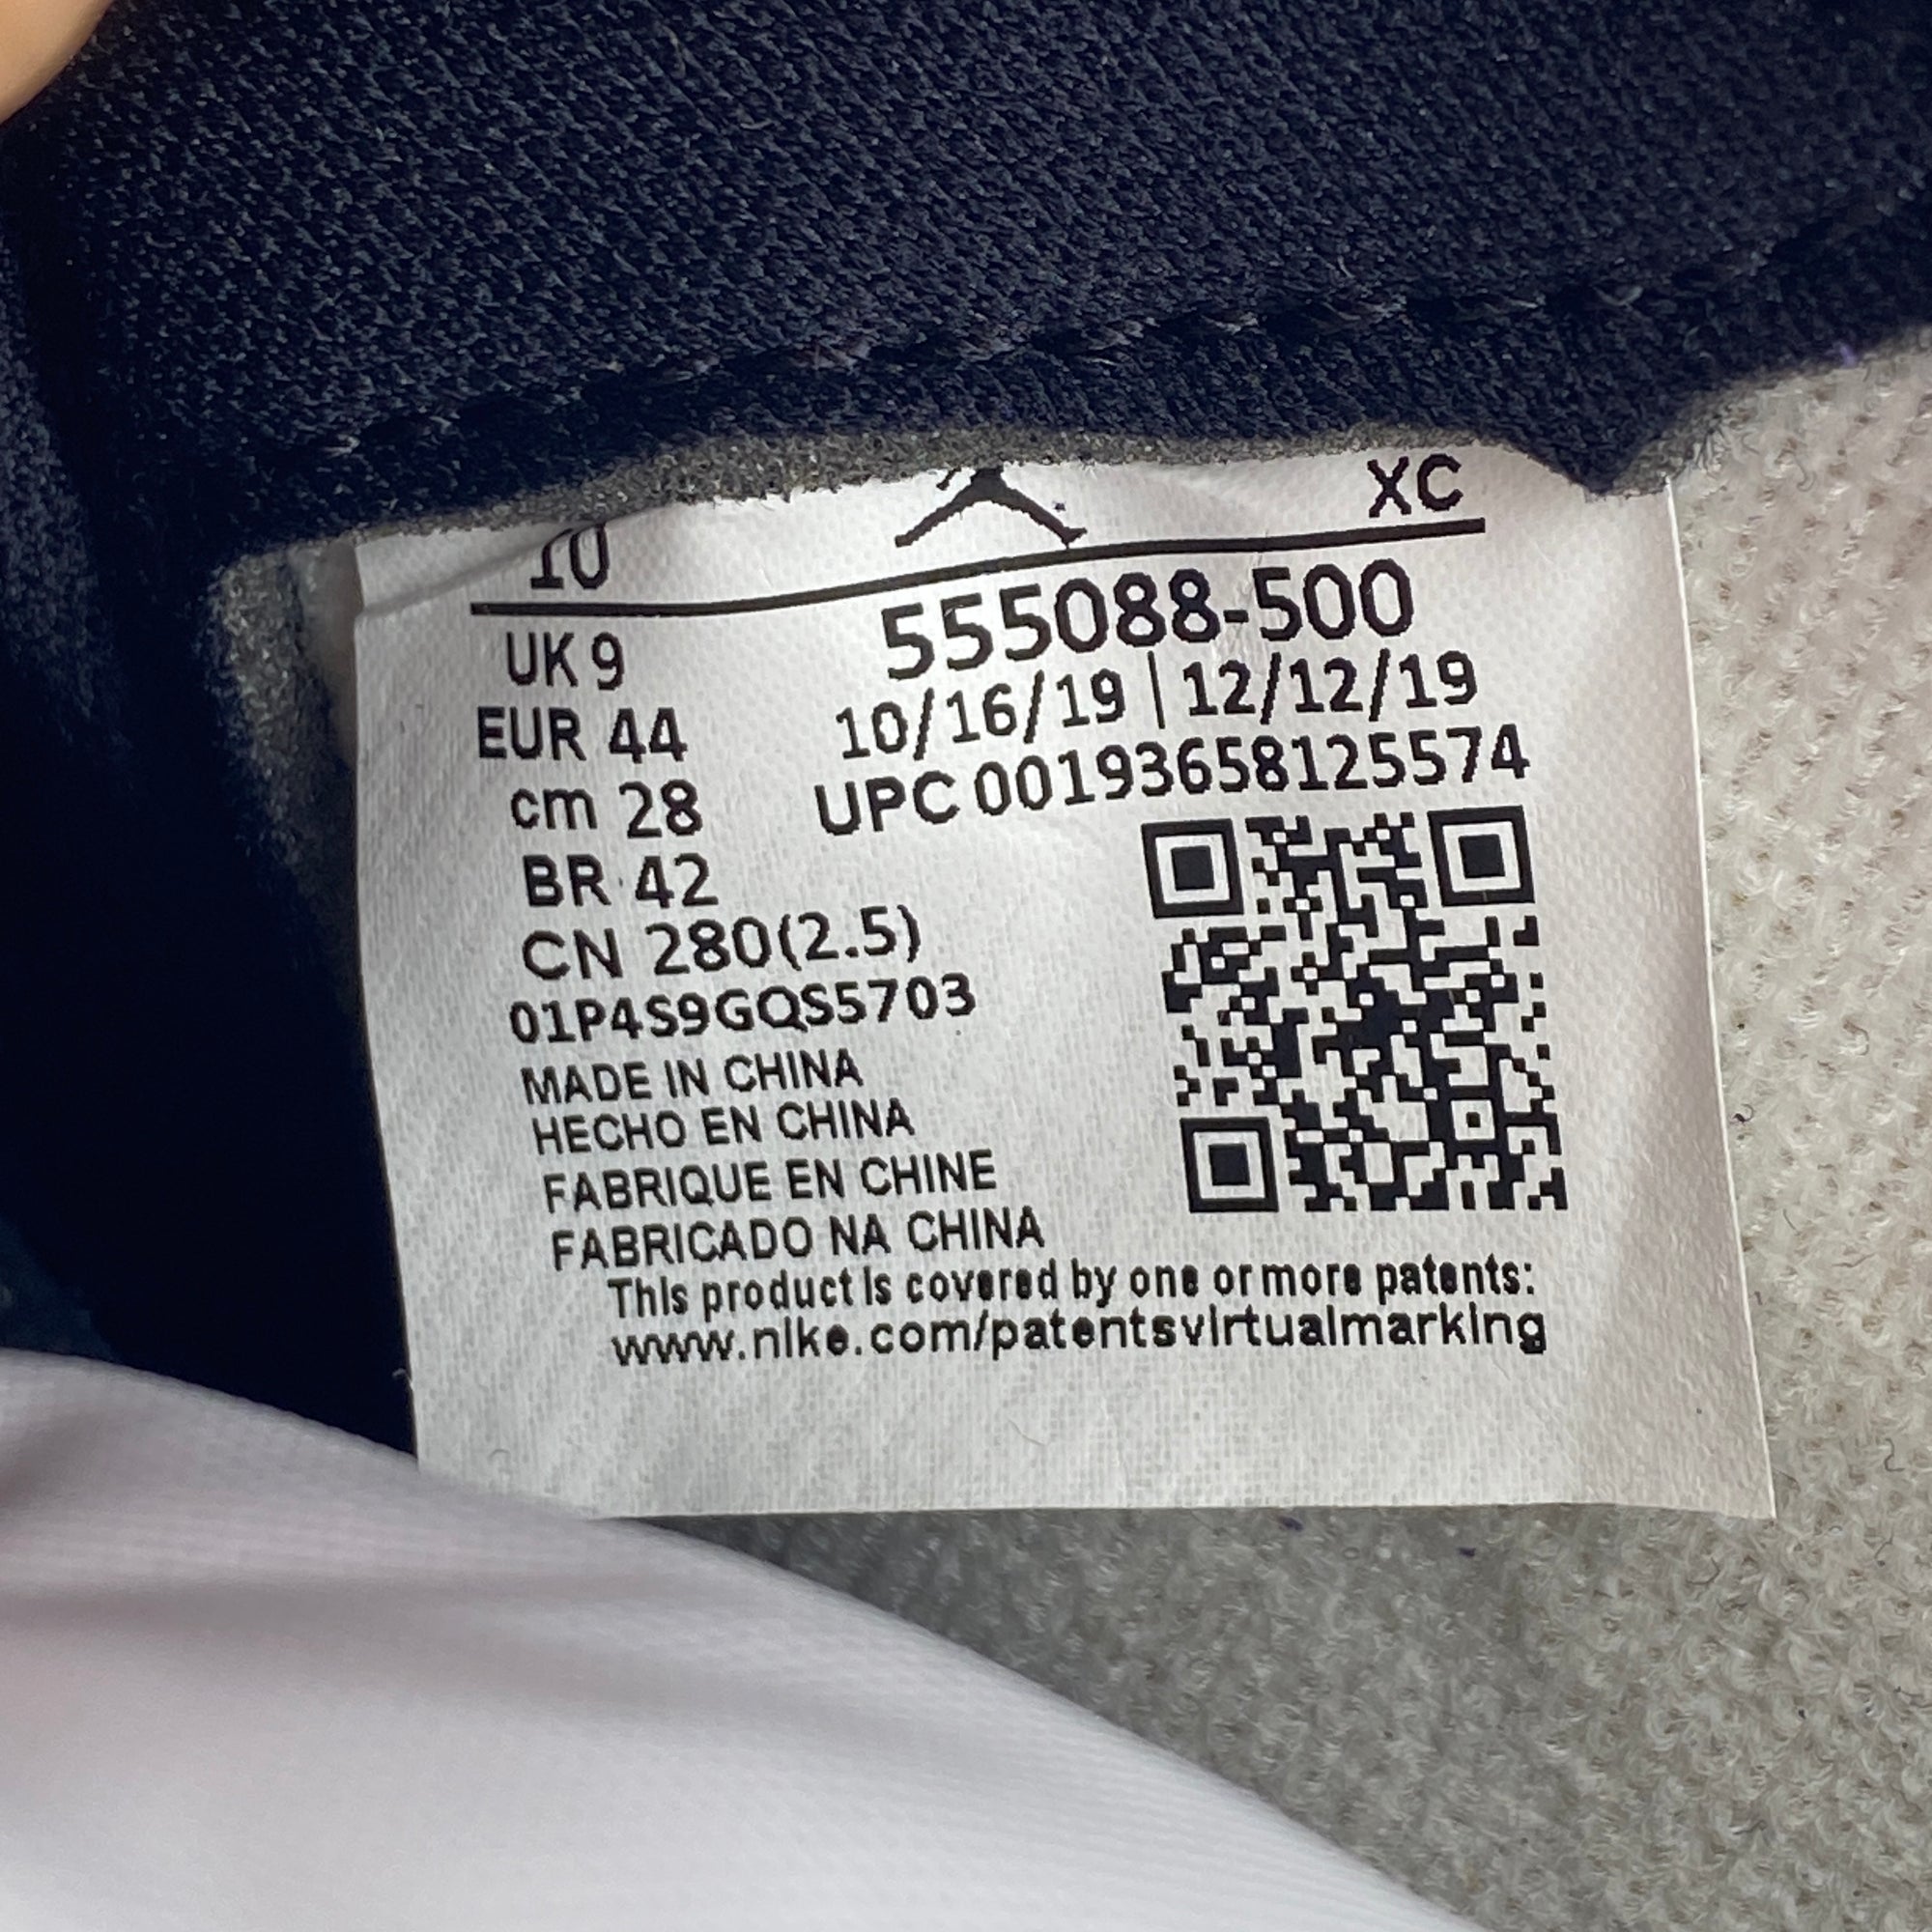 10 XC
UK 9
555088-500
EUR 44
10/16/19 | 12/12/19
cm 28
UPC 00193658125574
BR 42
CN 280(2.5)
01P4S9GQS5703
MADE IN CHINA
HECHO EN CHINA
FABRIQUE EN CHINE
FABRICADO NA CHINA
This product is covered by one or more patents:
www.nike.com/patentsvirtualmarking